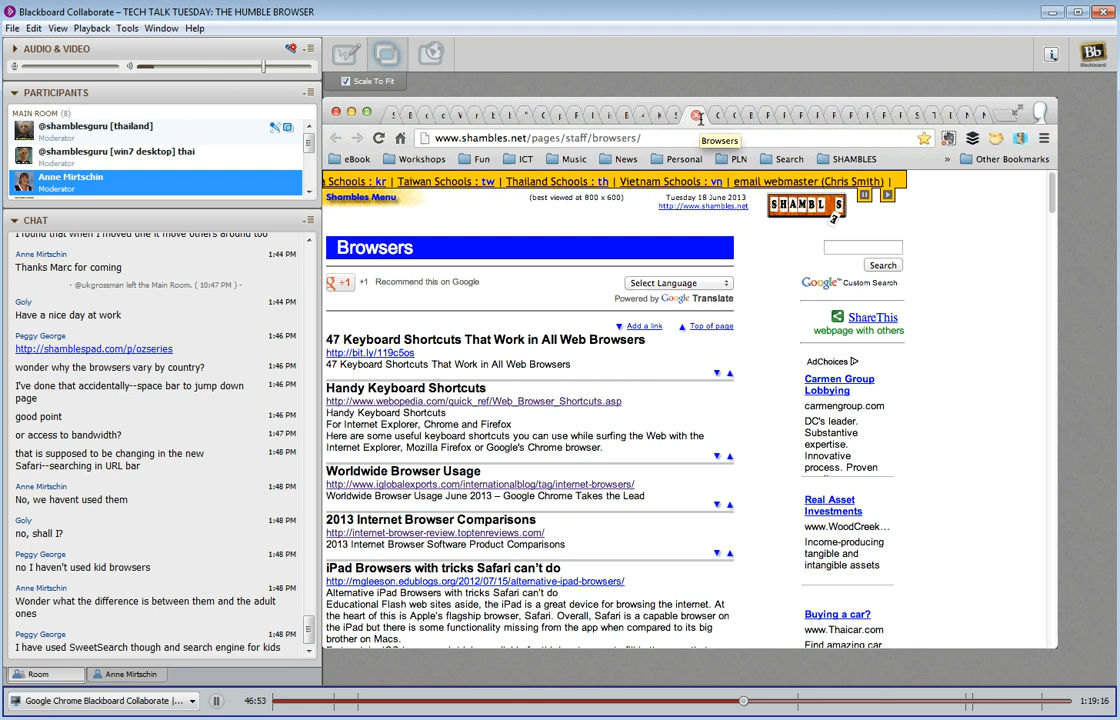 Blackboard Collaborate – TECH TALK TUESDAY: THE HUMBLE BROWSER
File Edit View Playback Tools Window Help
AUDIO & VIDEO
PARTICIPANTS
MAIN ROOM (8)
@shamblesguru [thailand]
Moderator
@shamblesguru [win7 desktop] thai
Moderator
Anne Mirtschin
Moderator
CHAT
I found that when I moved one it move others around too
Anne Mirtschin 1:44 PM
Thanks Marc for coming
- @ukgrossman left the Main Room. ( 10:47 PM ) -
Goly 1:44 PM
Have a nice day at work
Peggy George 1:46 PM
http://shamblespad.com/p/ozseries
wonder why the browsers vary by country? 1:46 PM
I've done that accidentally--space bar to jump down 1:46 PM
page
good point 1:46 PM
or access to bandwidth? 1:47 PM
that is supposed to be changing in the new 1:48 PM
Safari--searching in URL bar
Anne Mirtschin 1:48 PM
No, we havent used them
Goly 1:48 PM
no, shall I?
Peggy George 1:48 PM
no I haven't used kid browsers
Anne Mirtschin 1:48 PM
Wonder what the difference is between them and the adult
ones
Peggy George 1:48 PM
I have used SweetSearch though and search engine for kids
Room Anne Mirtschin
Google Chrome Blackboard Collaborate |...
46:53
1:19:16
Bb
Blackboard
Scale To Fit
www.shambles.net/pages/staff/browsers/
Browsers
eBook Workshops Fun ICT Music News Personal PLN Search SHAMBLES » Other Bookmarks
a Schools : kr | Taiwan Schools : tw | Thailand Schools : th | Vietnam Schools : vn | email webmaster (Chris Smith) |
Shambles Menu
(best viewed at 800 x 600)
Tuesday 18 June 2013
http://www.shambles.net
SHAMBL S
Browsers
g +1 +1 Recommend this on Google
Select Language
Powered by Google Translate
Add a link Top of page
47 Keyboard Shortcuts That Work in All Web Browsers
http://bit.ly/119c5os
47 Keyboard Shortcuts That Work in All Web Browsers
Handy Keyboard Shortcuts
http://www.webopedia.com/quick_ref/Web_Browser_Shortcuts.asp
Handy Keyboard Shortcuts
For Internet Explorer, Chrome and Firefox
Here are some useful keyboard shortcuts you can use while surfing the Web with the
Internet Explorer, Mozilla Firefox or Google's Chrome browser.
Worldwide Browser Usage
http://www.iglobalexports.com/internationalblog/tag/internet-browsers/
Worldwide Browser Usage June 2013 – Google Chrome Takes the Lead
2013 Internet Browser Comparisons
http://internet-browser-review.toptenreviews.com/
2013 Internet Browser Software Product Comparisons
iPad Browsers with tricks Safari can't do
http://mgleeson.edublogs.org/2012/07/15/alternative-ipad-browsers/
Alternative iPad Browsers with tricks Safari can't do
Educational Flash web sites aside, the iPad is a great device for browsing the internet. At
the heart of this is Apple's flagship browser, Safari. Overall, Safari is a capable browser on
the iPad but there is some functionality missing from the app when compared to its big
brother on Macs.
Search
Google™ Custom Search
ShareThis
webpage with others
AdChoices
Carmen Group
Lobbying
carmengroup.com
DC's leader.
Substantive
expertise.
Innovative
process. Proven
Real Asset
Investments
www.WoodCreek...
Income-producing
tangible and
intangible assets
Buying a car?
www.Thaicar.com
Find amazing car